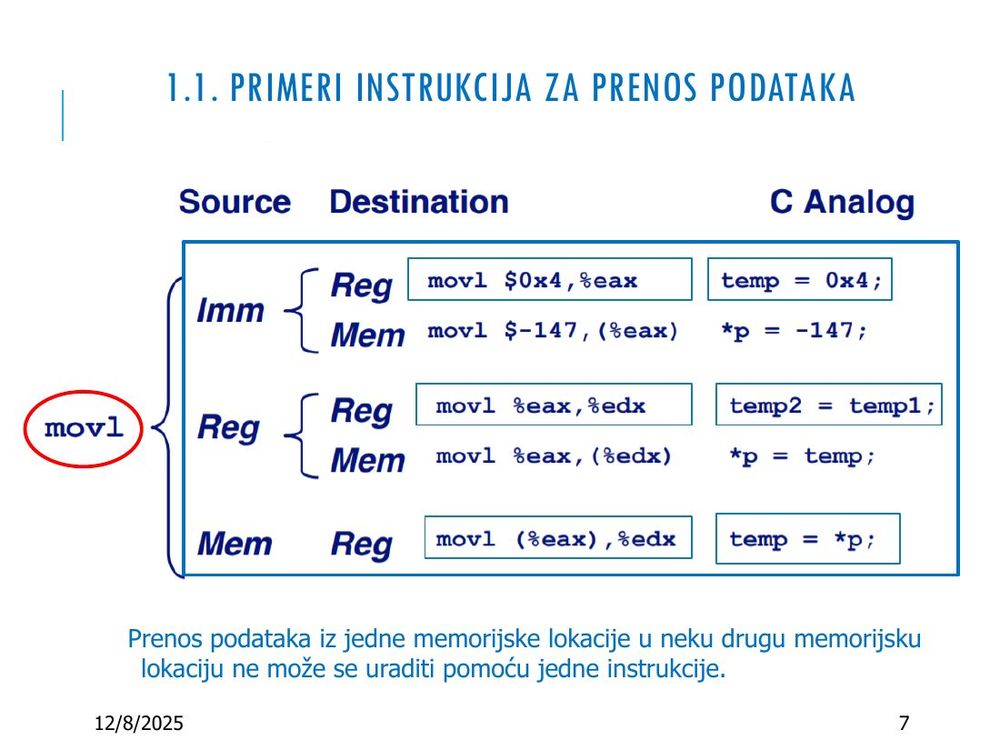 1.1. PRIMERI INSTRUKCIJA ZA PRENOS PODATAKA
Source Destination C Analog
Imm Reg movl $0x4,%eax temp = 0x4;
Mem movl $-147,(%eax) *p = -147;
movl Reg Reg movl %eax,%edx temp2 = temp1;
Mem movl %eax,(%edx) *p = temp;
Mem Reg movl (%eax),%edx temp = *p;
Prenos podataka iz jedne memorijske lokacije u neku drugu memorijsku
lokaciju ne može se uraditi pomoću jedne instrukcije.
12/8/2025 7